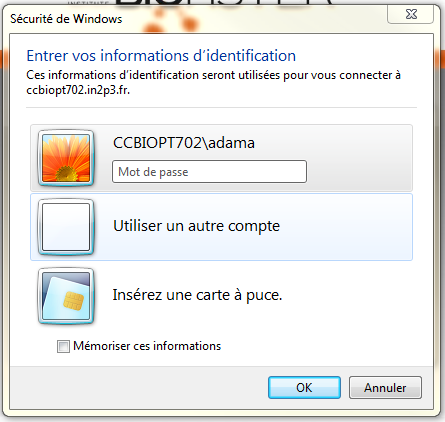 INSTITUTE
Sécurité de Windows
Entrer vos informations d'identification
Ces informations d'identification seront utilisées pour vous connecter à
ccbiopt702.in2p3.fr.
CCBIOPT702\adama
Mot de passe
Utiliser un autre compte
Insérez une carte à puce.
Mémoriser ces informations
OK
Annuler